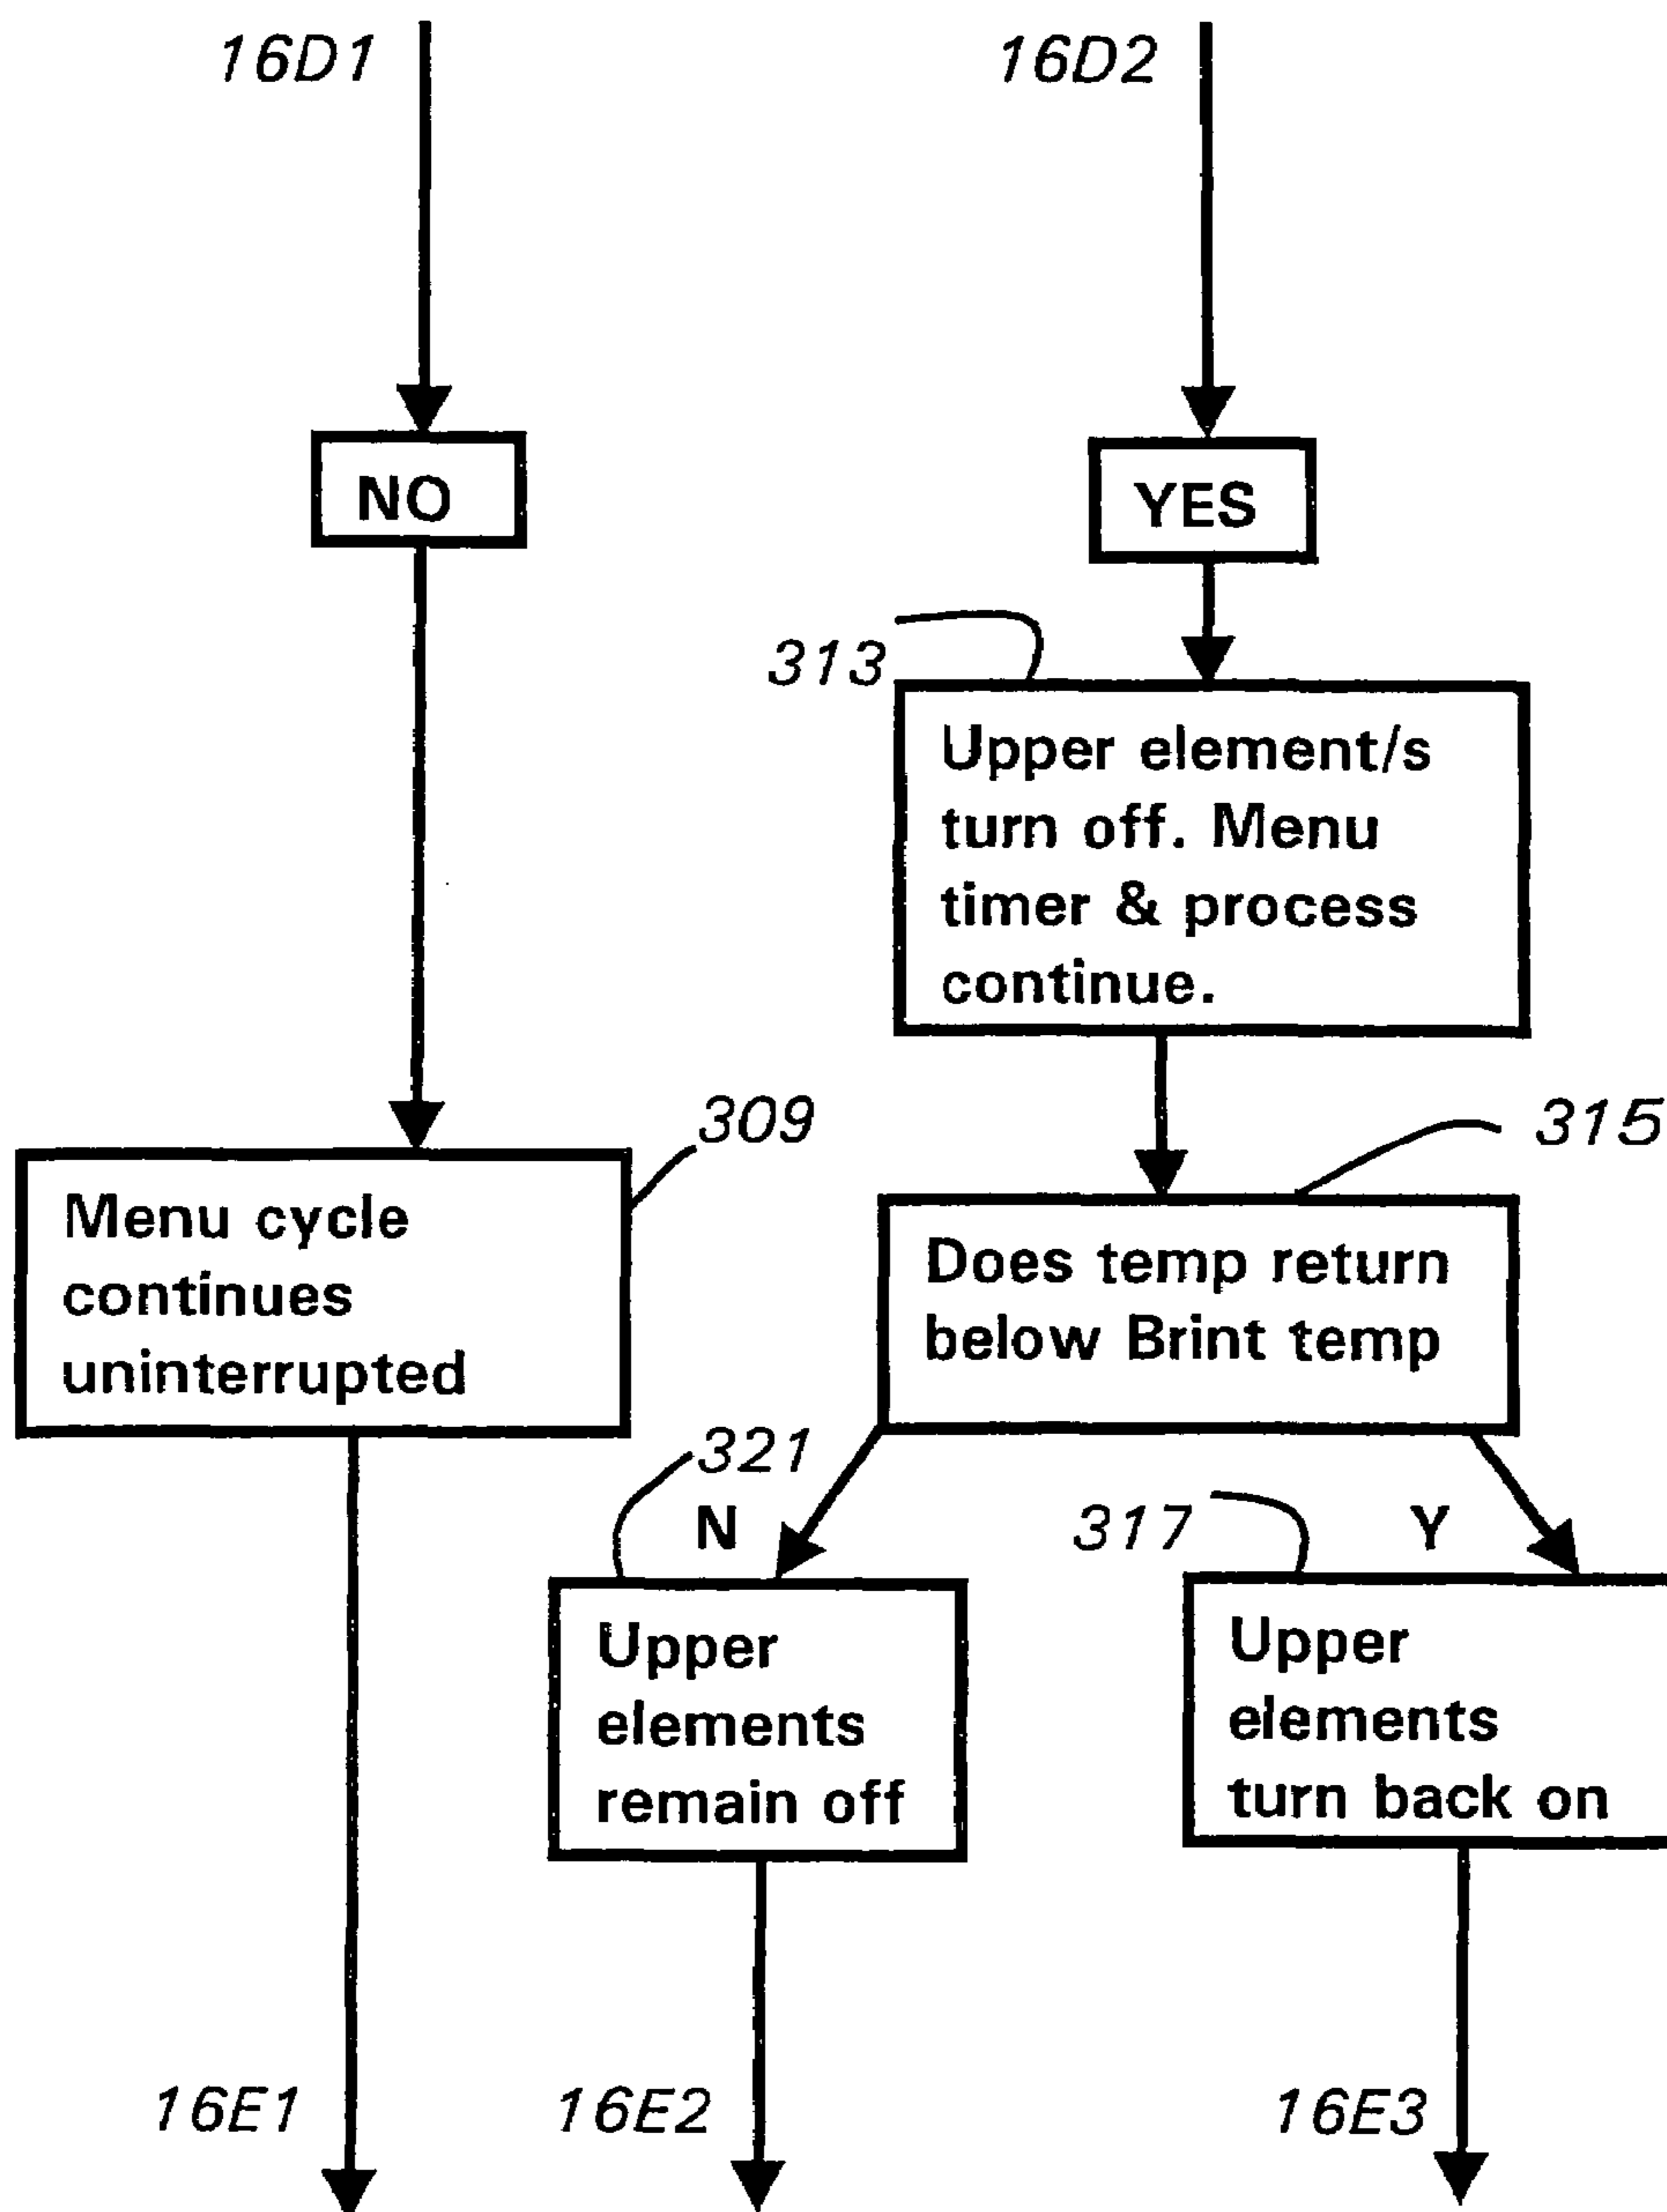 16D1
16D2
NO
YES
313
Upper element/s
turn off. Menu
timer & process
continue.
309
315
Menu cycle
continues
uninterrupted
Does temp return
below Brint temp
321
N
317
Y
Upper
elements
remain off
Upper
elements
turn back on
16E1
16E2
16E3